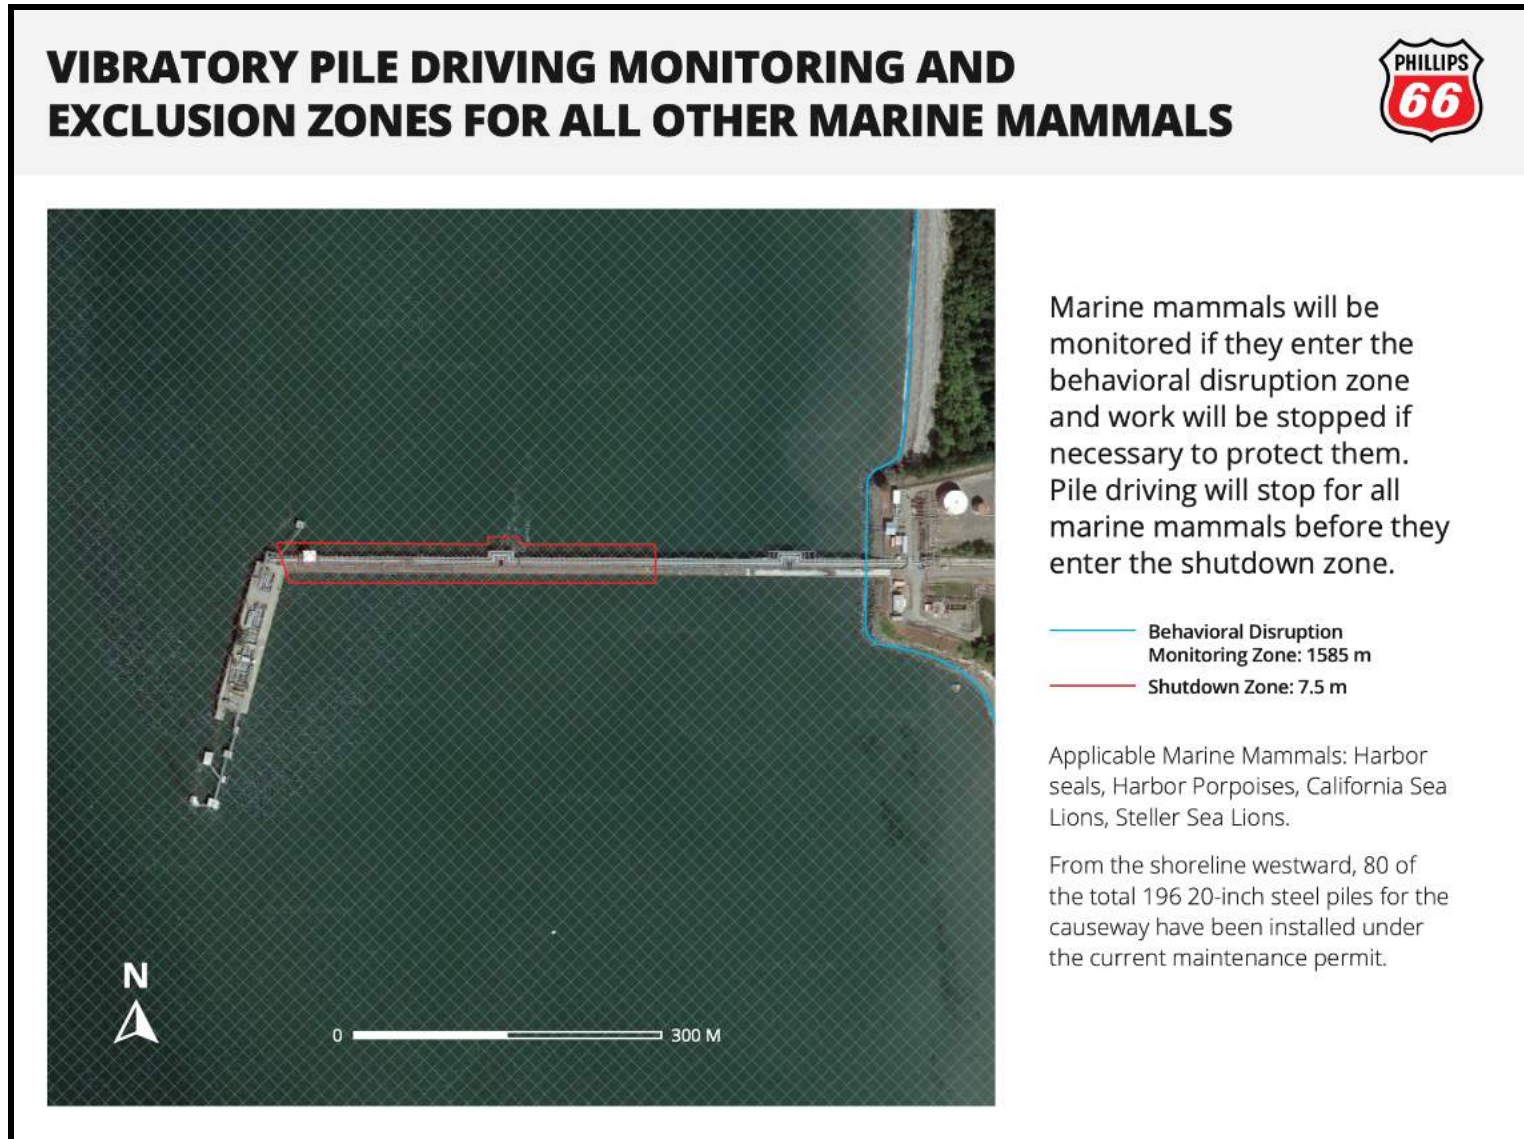 VIBRATORY PILE DRIVING MONITORING AND
EXCLUSION ZONES FOR ALL OTHER MARINE MAMMALS
PHILLIPS
66
Marine mammals will be
monitored if they enter the
behavioral disruption zone
and work will be stopped if
necessary to protect them.
Pile driving will stop for all
marine mammals before they
enter the shutdown zone.
Behavioral Disruption
Monitoring Zone: 1585 m
Shutdown Zone: 7.5 m
Applicable Marine Mammals: Harbor
seals, Harbor Porpoises, California Sea
Lions, Steller Sea Lions.
From the shoreline westward, 80 of
the total 196 20-inch steel piles for the
causeway have been installed under
the current maintenance permit.
N
0 300 M